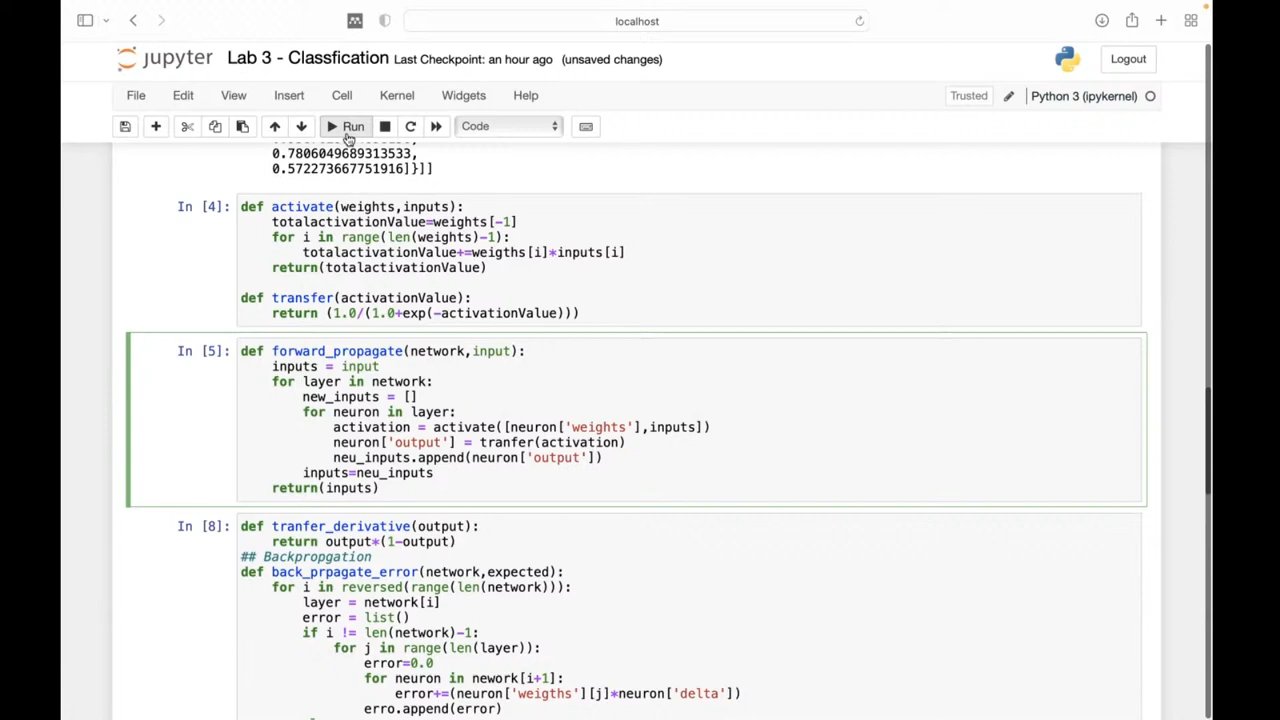 localhost
jupyter Lab 3 - Classfication Last Checkpoint: an hour ago (unsaved changes)
Logout
File Edit View Insert Cell Kernel Widgets Help
Trusted
Python 3 (ipykernel)
Run
Code
0.7806049689313533,
0.572273667751916]}]]
In [4]:
def activate(weights,inputs):
    totalactivationValue=weights[-1]
    for i in range(len(weights)-1):
        totalactivationValue+=weigths[i]*inputs[i]
    return(totalactivationValue)
def transfer(activationValue):
    return (1.0/(1.0+exp(-activationValue)))
In [5]:
def forward_propagate(network,input):
    inputs = input
    for layer in network:
        new_inputs = []
        for neuron in layer:
            activation = activate([neuron['weights'],inputs])
            neuron['output'] = tranfer(activation)
            neu_inputs.append(neuron['output'])
        inputs=neu_inputs
    return(inputs)
In [8]:
def tranfer_derivative(output):
    return output*(1-output)
## Backpropgation
def back_prpagate_error(network,expected):
    for i in reversed(range(len(network))):
        layer = network[i]
        error = list()
        if i != len(network)-1:
            for j in range(len(layer)):
                error=0.0
                for neuron in nework[i+1]:
                    error+=(neuron['weigths'][j]*neuron['delta'])
                erro.append(error)